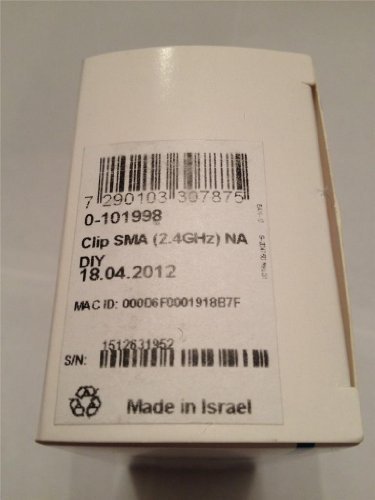 7 290103 307875
0-101998
Clip SMA (2.4GHz) NA
DIY
18.04.2012
MAC ID: 000D6F0001918B7F
1512631952
S/N:
Made in Israel